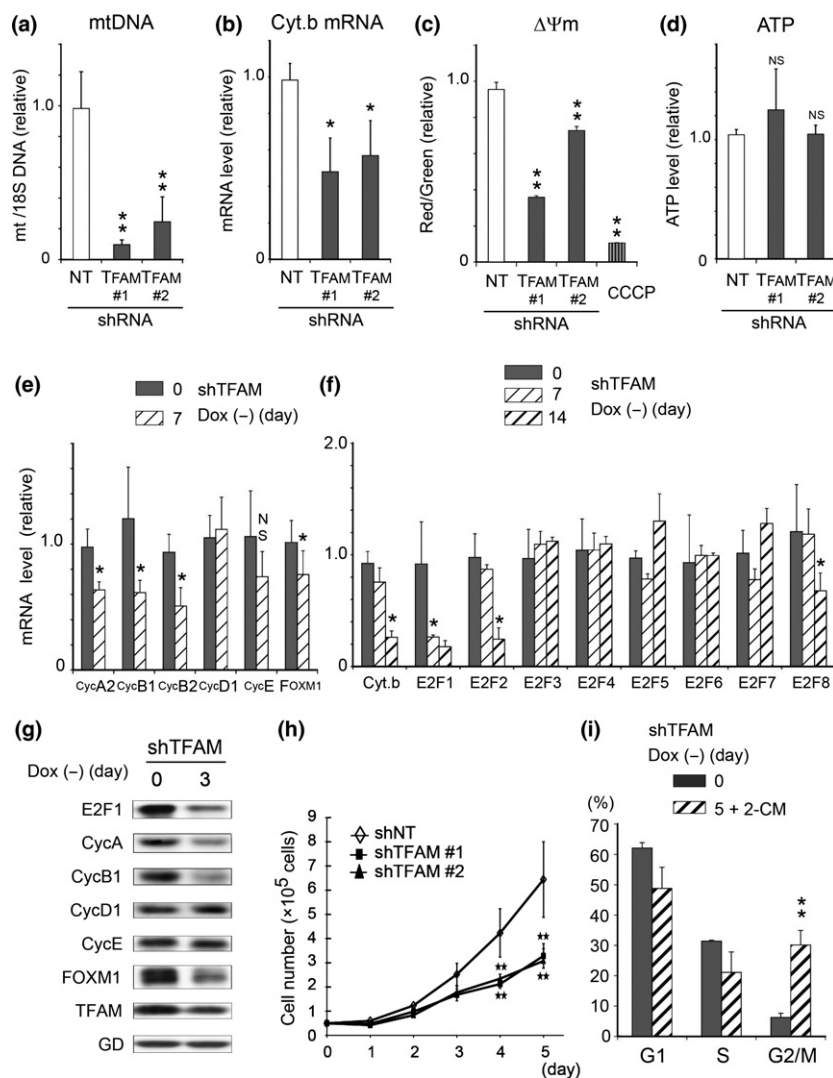 (a) mtDNA
mt /18S DNA (relative)
1.0
0
**
**
NT TFAM #1 TFAM #2
shRNA
(b) Cyt.b mRNA
mRNA level (relative)
1.0
0
*
*
NT TFAM #1 TFAM #2
shRNA
(c) ΔΨm
Red/Green (relative)
1.0
0
**
**
**
NT TFAM #1 TFAM #2 CCCP
shRNA
(d) ATP
ATP level (relative)
1.0
0
NS
NS
NT TFAM #1 TFAM #2
shRNA
(e)
0 shTFAM
7 Dox (–) (day)
mRNA level (relative)
1.0
0
* * * NS *
CycA2 CycB1 CycB2 CycD1 CycE FOXM1
(f)
0 shTFAM
7 Dox (–) (day)
14
2.0
1.0
0
* * * *
Cyt.b E2F1 E2F2 E2F3 E2F4 E2F5 E2F6 E2F7 E2F8
(g)
shTFAM
Dox (–) (day) 0 3
E2F1
CycA
CycB1
CycD1
CycE
FOXM1
TFAM
GD
(h)
Cell number (×10⁵ cells)
9
8
7
6
5
4
3
2
1
0
shNT
shTFAM #1
shTFAM #2
★★
★★
★★
★★
0 1 2 3 4 5
(day)
(i)
shTFAM
Dox (–) (day)
0
5 + 2-CM
(%)
70
60
50
40
30
20
10
0
**
G1 S G2/M